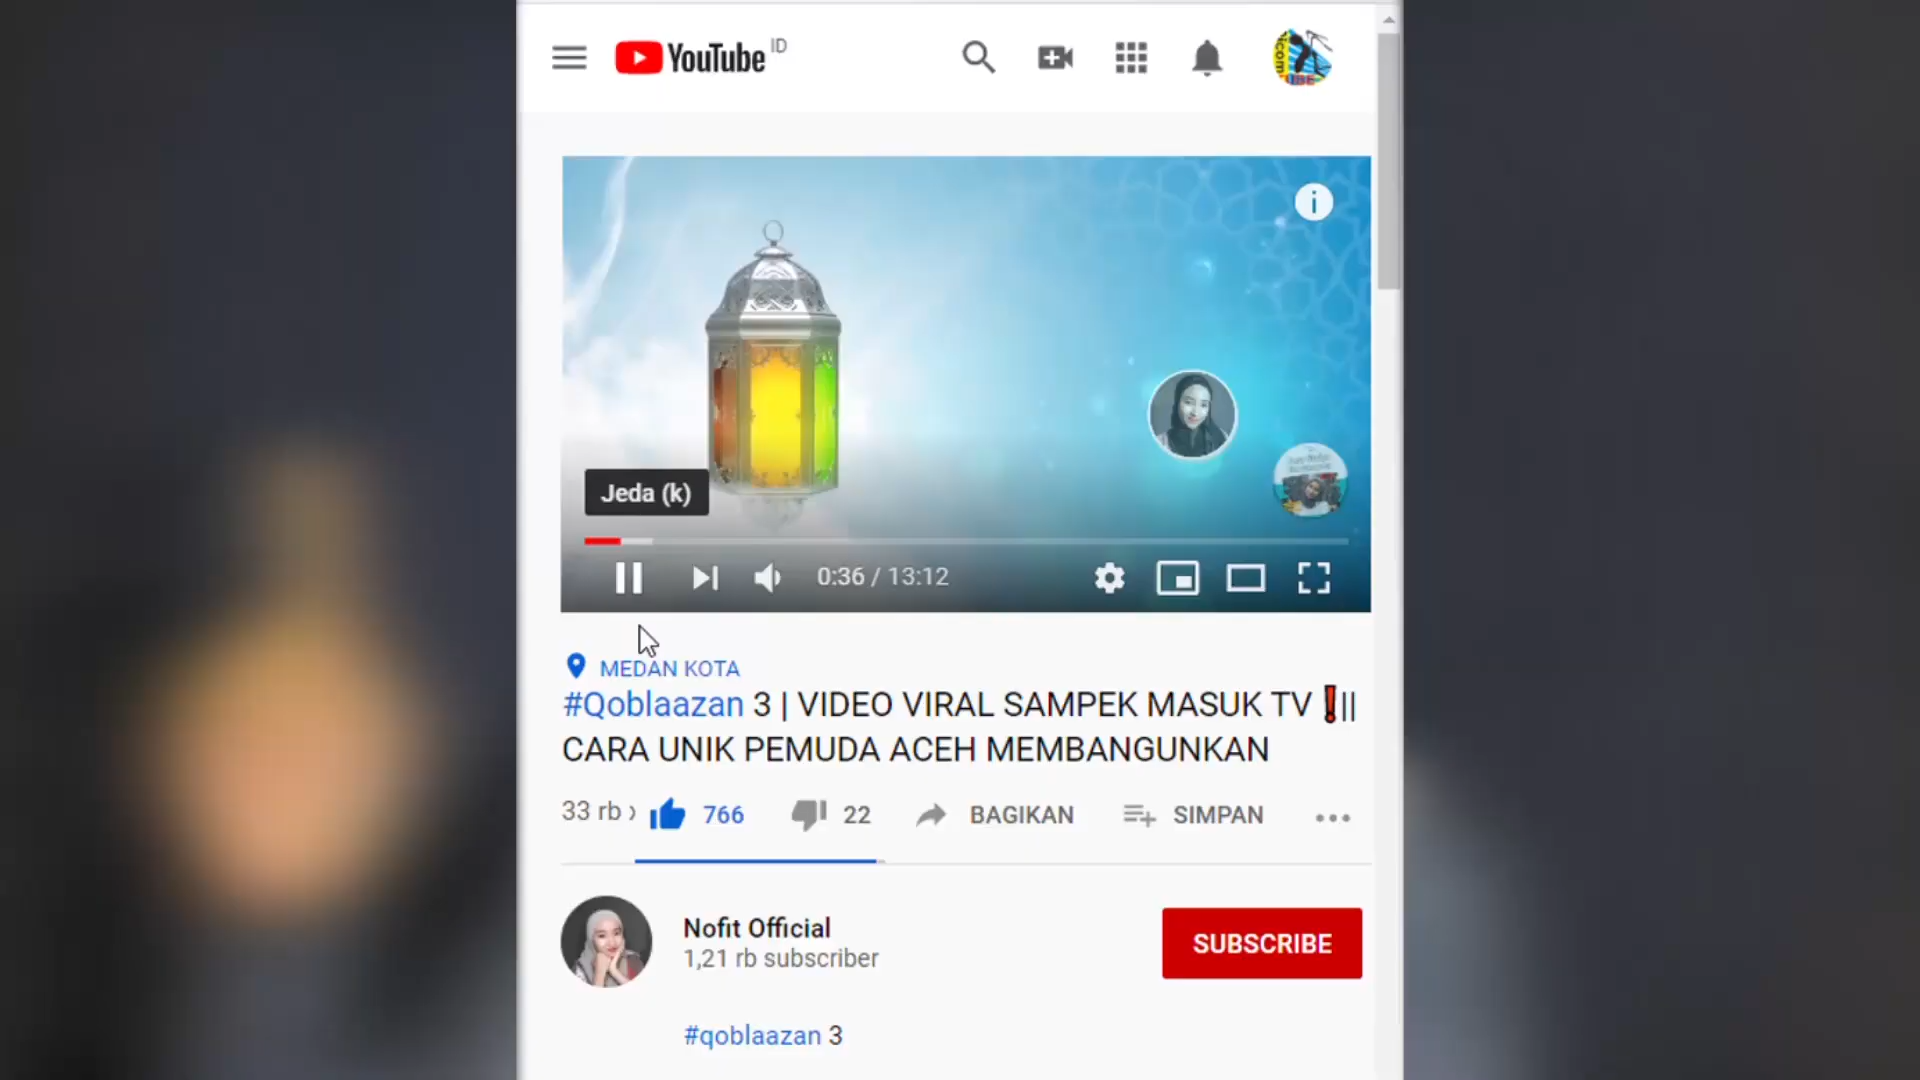 YouTube ID
Jeda (k)
0:36 / 13:12
MEDAN KOTA
#Qoblaazan 3 | VIDEO VIRAL SAMPEK MASUK TV❗||
CARA UNIK PEMUDA ACEH MEMBANGUNKAN
33 rb
766
22
BAGIKAN
SIMPAN
Nofit Official
1,21 rb subscriber
SUBSCRIBE
#qoblaazan 3